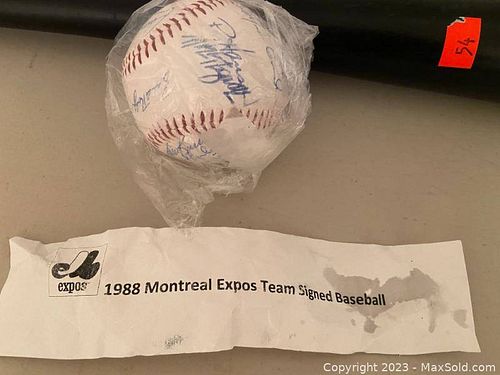 54
expos
1988 Montreal Expos Team Signed Baseball
Copyright 2023 - MaxSold.com